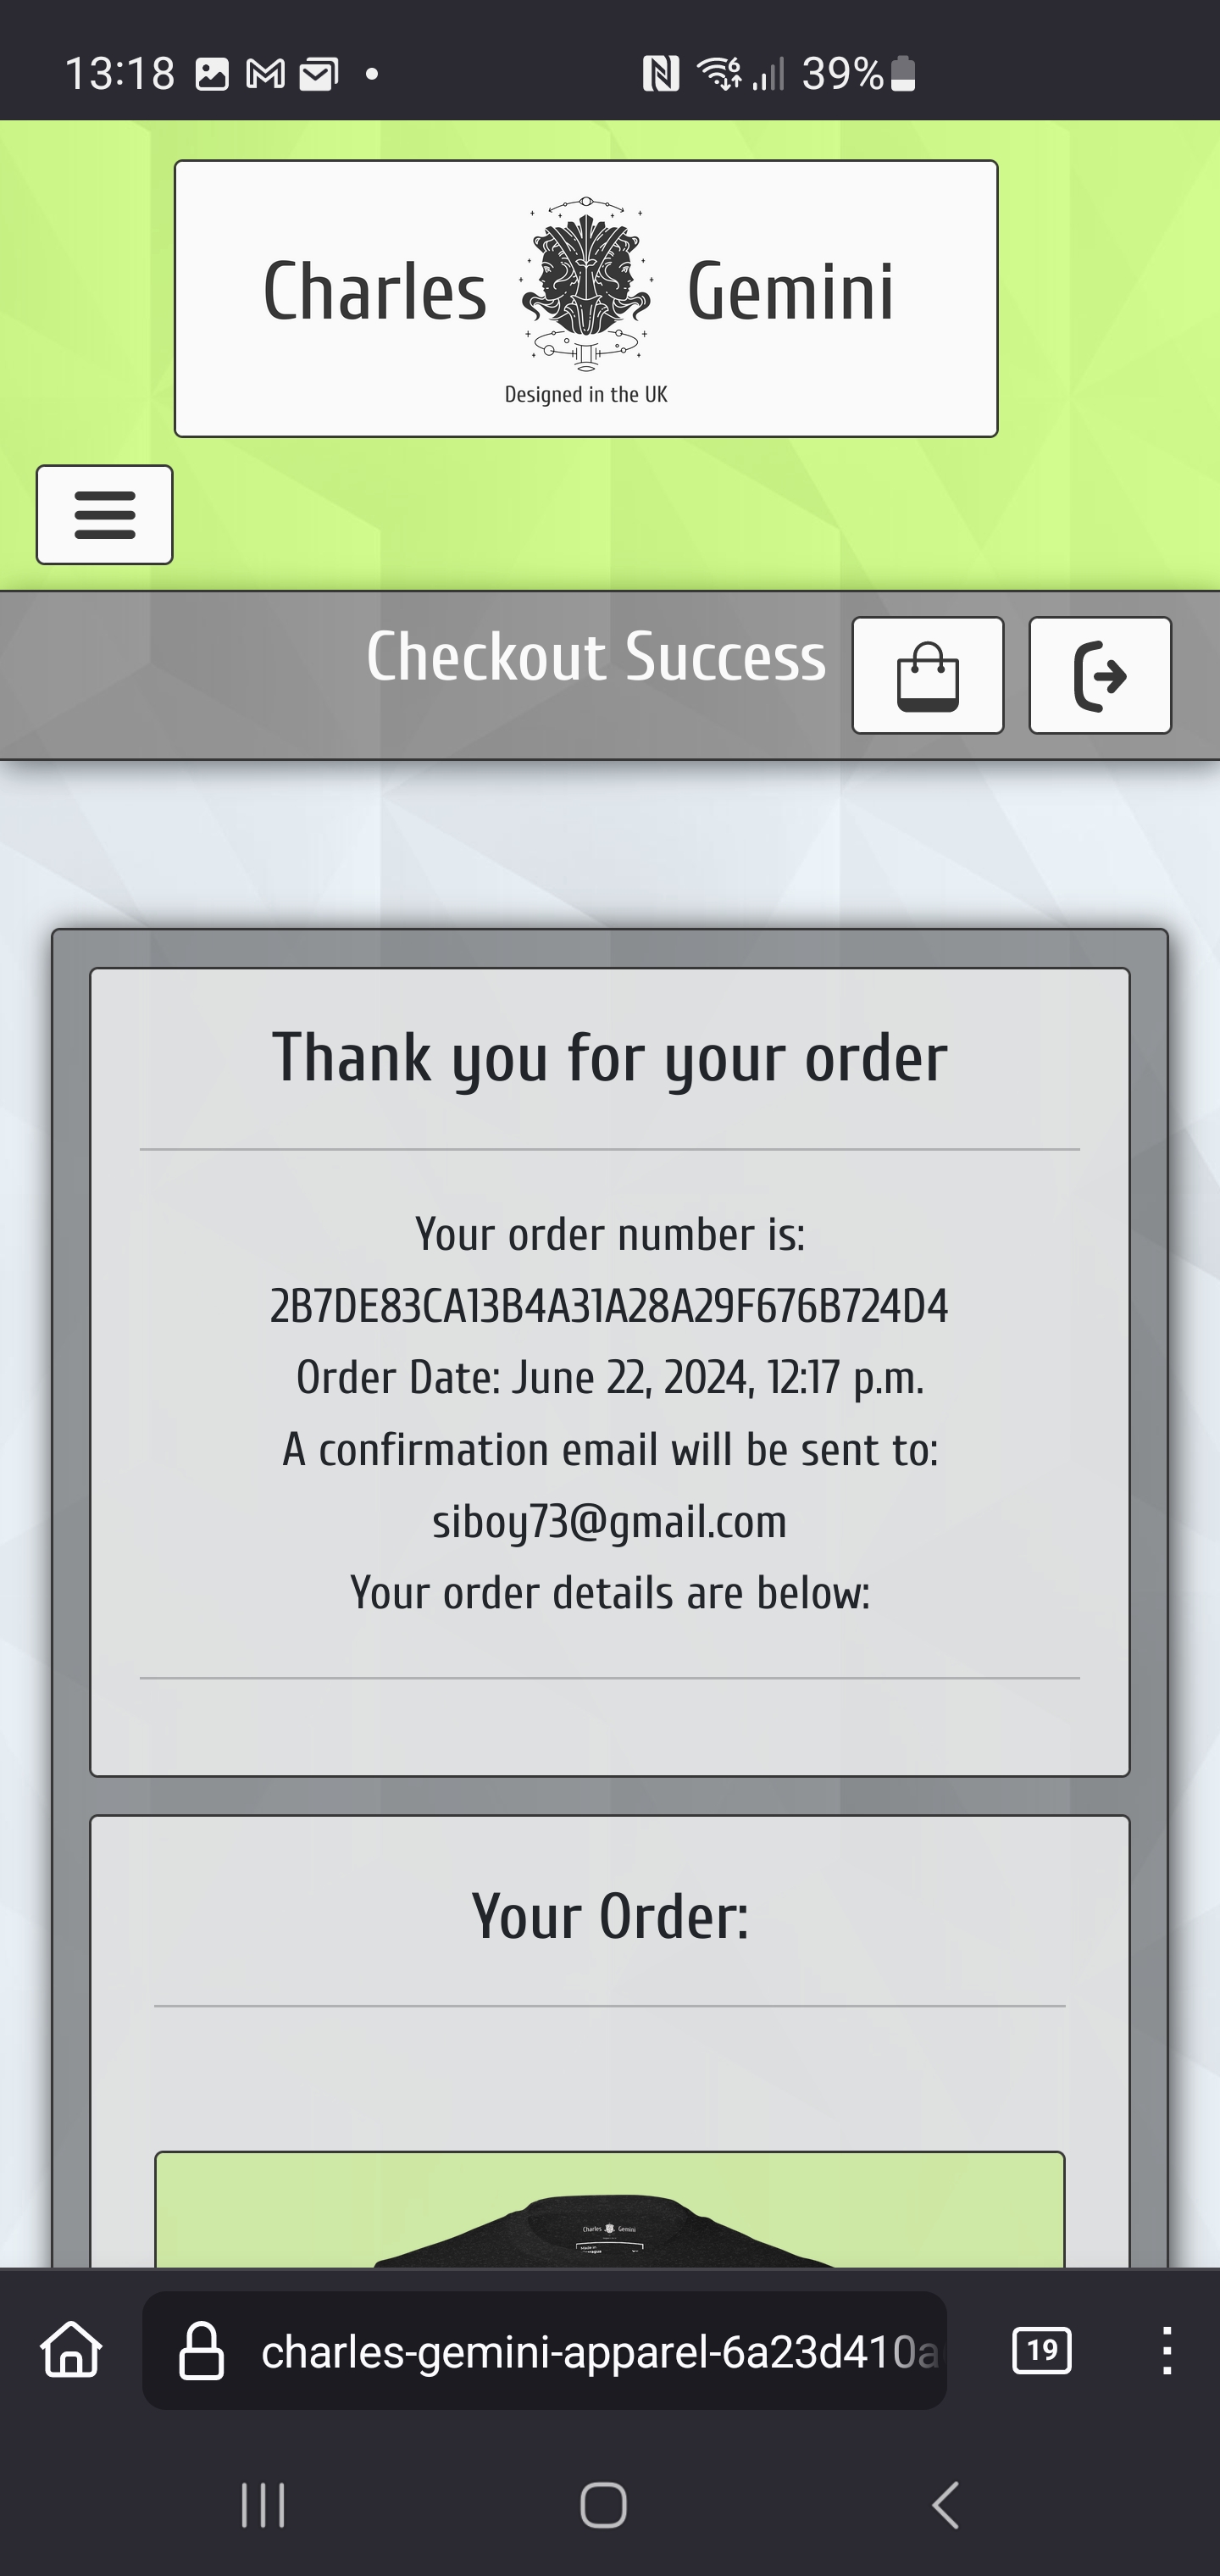 13:18
39%
Charles Gemini
Designed in the UK
Checkout Success
Thank you for your order
Your order number is:
2B7DE83CA13B4A31A28A29F676B724D4
Order Date: June 22, 2024, 12:17 p.m.
A confirmation email will be sent to:
siboy73@gmail.com
Your order details are below:
Your Order:
Charles Gemini
charles-gemini-apparel-6a23d410a
19